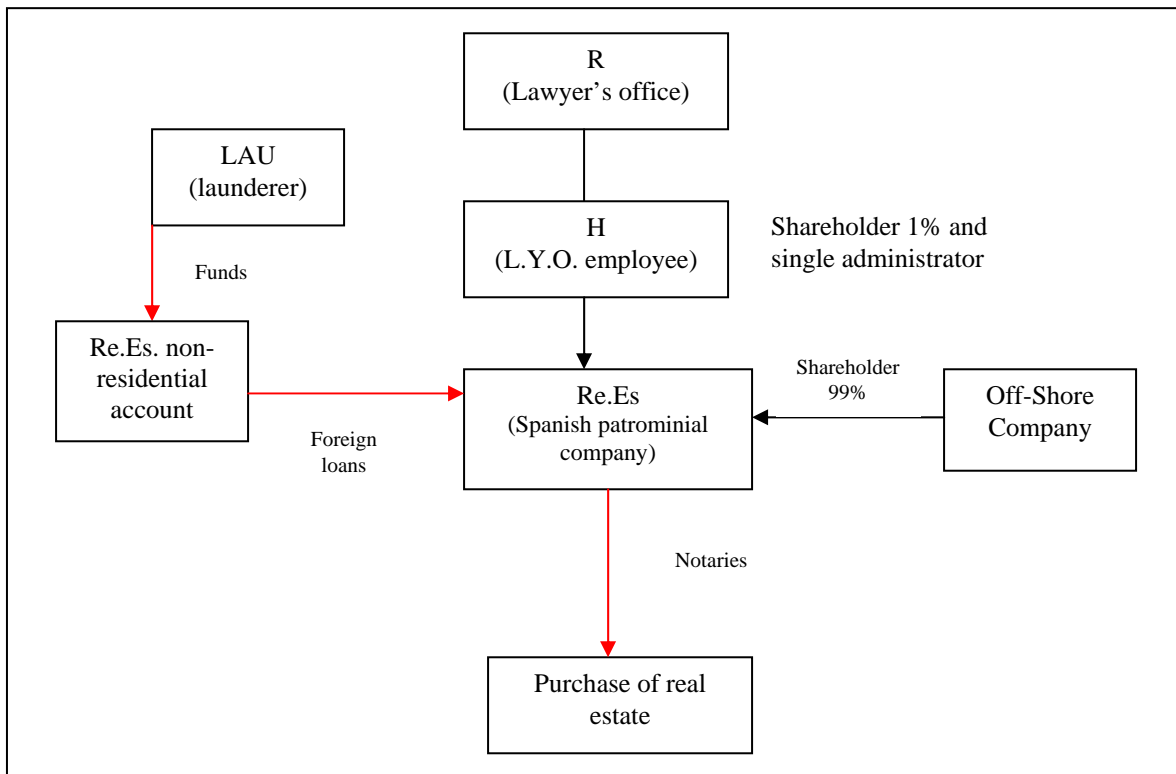 R
(Lawyer’s office)
LAU
(launderer)
H
(L.Y.O. employee)
Shareholder 1% and
single administrator
Funds
Re.Es. non-
residential
account
Foreign
loans
Re.Es
(Spanish patrominial
company)
Shareholder
99%
Off-Shore
Company
Notaries
Purchase of real
estate